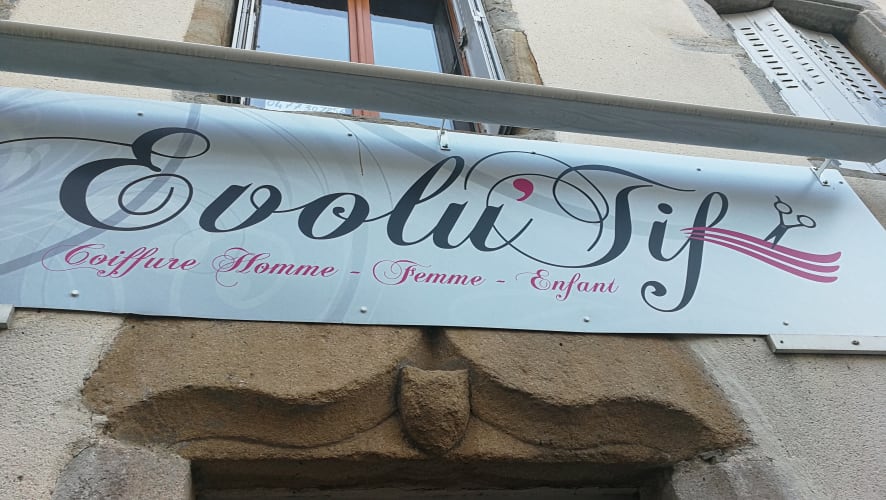 Evolu'Tif
Coiffure Homme - Femme - Enfant